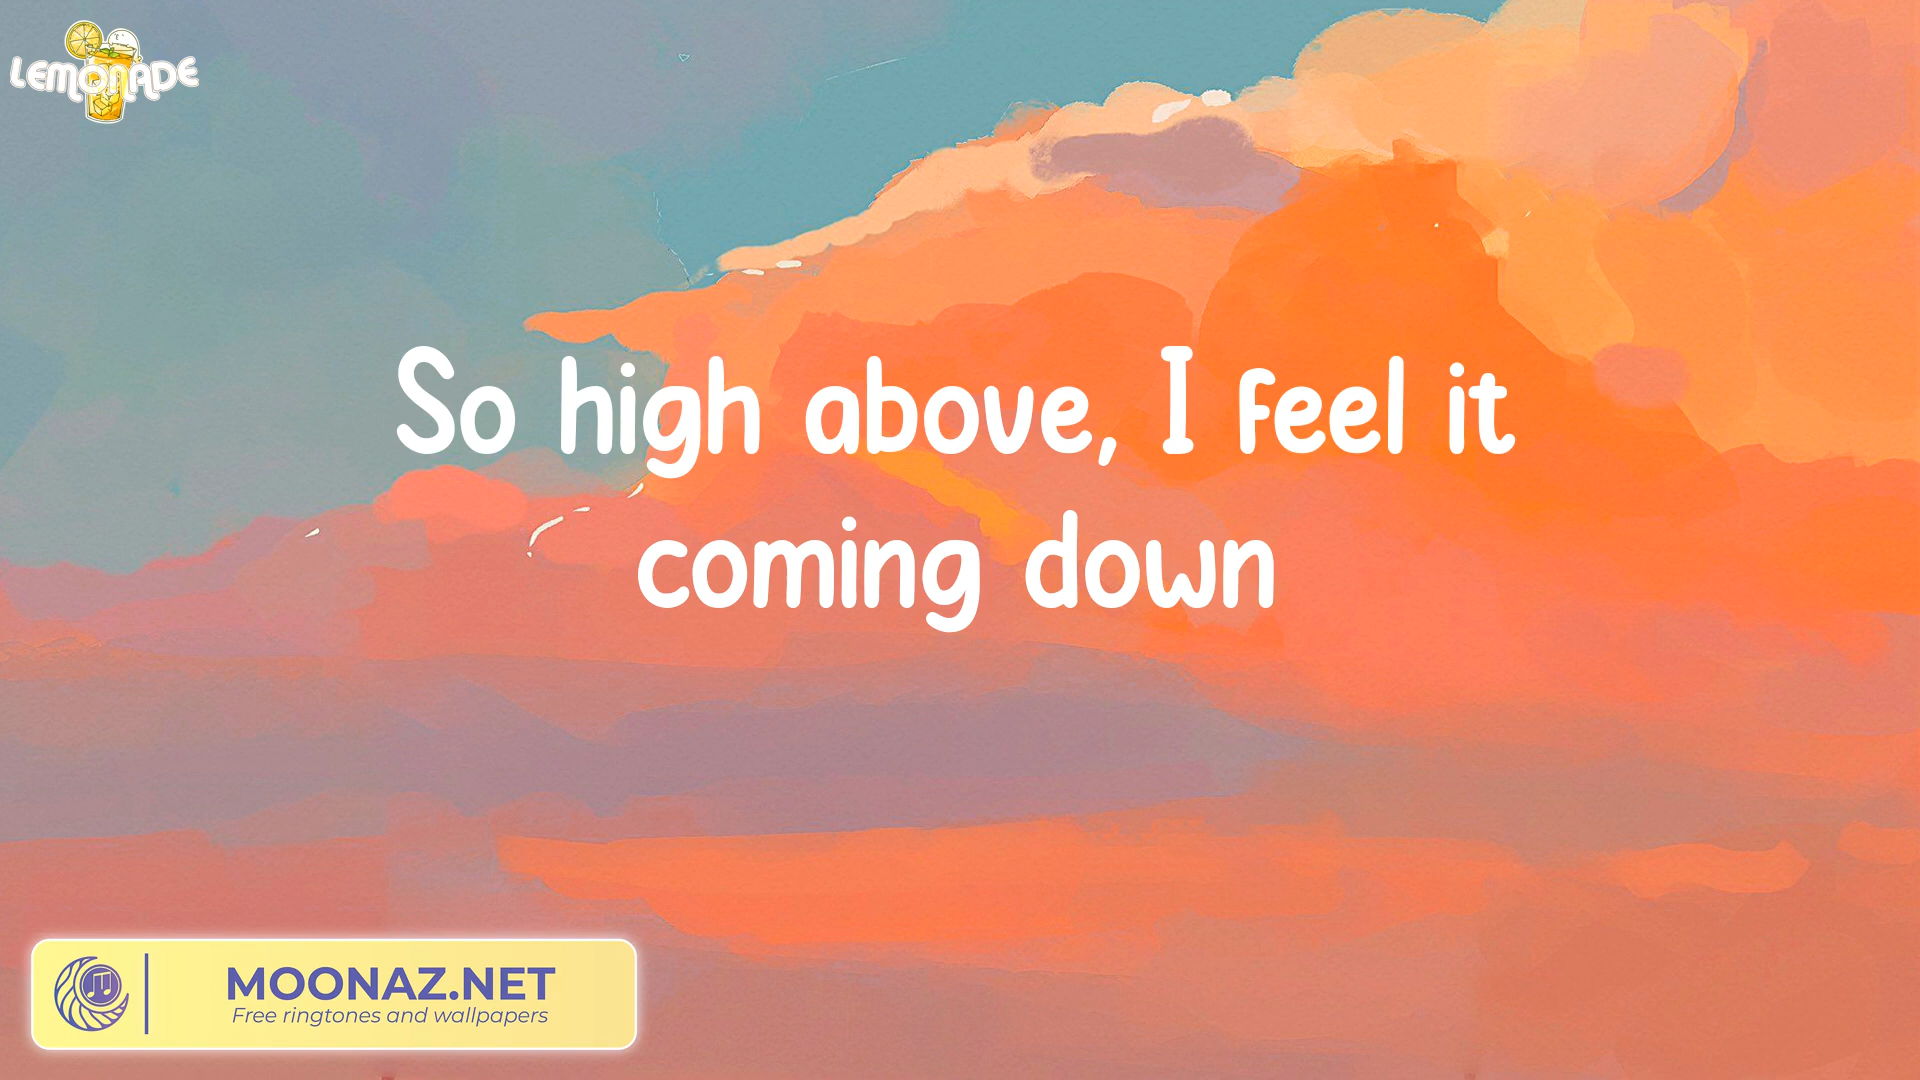 LEMONADE
So high above, I feel it
coming down
MOONAZ.NET
Free ringtones and wallpapers